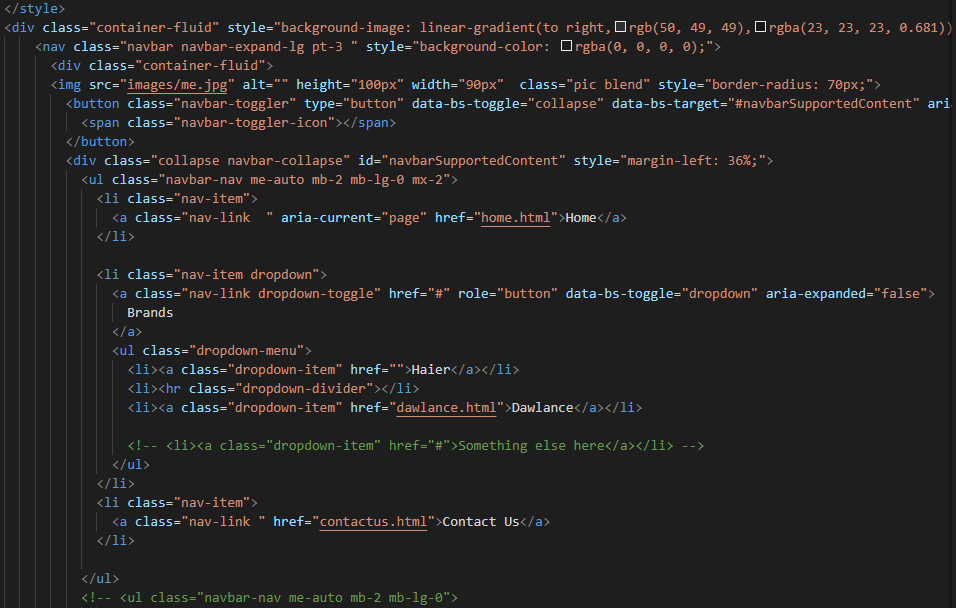 </style>
<div class="container-fluid" style="background-image: linear-gradient(to right,rgb(50, 49, 49),rgba(23, 23, 23, 0.681))
<nav class="navbar navbar-expand-lg pt-3 " style="background-color: rgba(0, 0, 0, 0);">
<div class="container-fluid">
<img src="images/me.jpg" alt="" height="100px" width="90px"  class="pic blend" style="border-radius: 70px;">
<button class="navbar-toggler" type="button" data-bs-toggle="collapse" data-bs-target="#navbarSupportedContent" ari
<span class="navbar-toggler-icon"></span>
</button>
<div class="collapse navbar-collapse" id="navbarSupportedContent" style="margin-left: 36%;">
<ul class="navbar-nav me-auto mb-2 mb-lg-0 mx-2">
<li class="nav-item">
<a class="nav-link  " aria-current="page" href="home.html">Home</a>
</li>
<li class="nav-item dropdown">
<a class="nav-link dropdown-toggle" href="#" role="button" data-bs-toggle="dropdown" aria-expanded="false">
Brands
</a>
<ul class="dropdown-menu">
<li><a class="dropdown-item" href="">Haier</a></li>
<li><hr class="dropdown-divider"></li>
<li><a class="dropdown-item" href="dawlance.html">Dawlance</a></li>
<!-- <li><a class="dropdown-item" href="#">Something else here</a></li> -->
</ul>
</li>
<li class="nav-item">
<a class="nav-link " href="contactus.html">Contact Us</a>
</li>
</ul>
<!-- <ul class="navbar-nav me-auto mb-2 mb-lg-0">